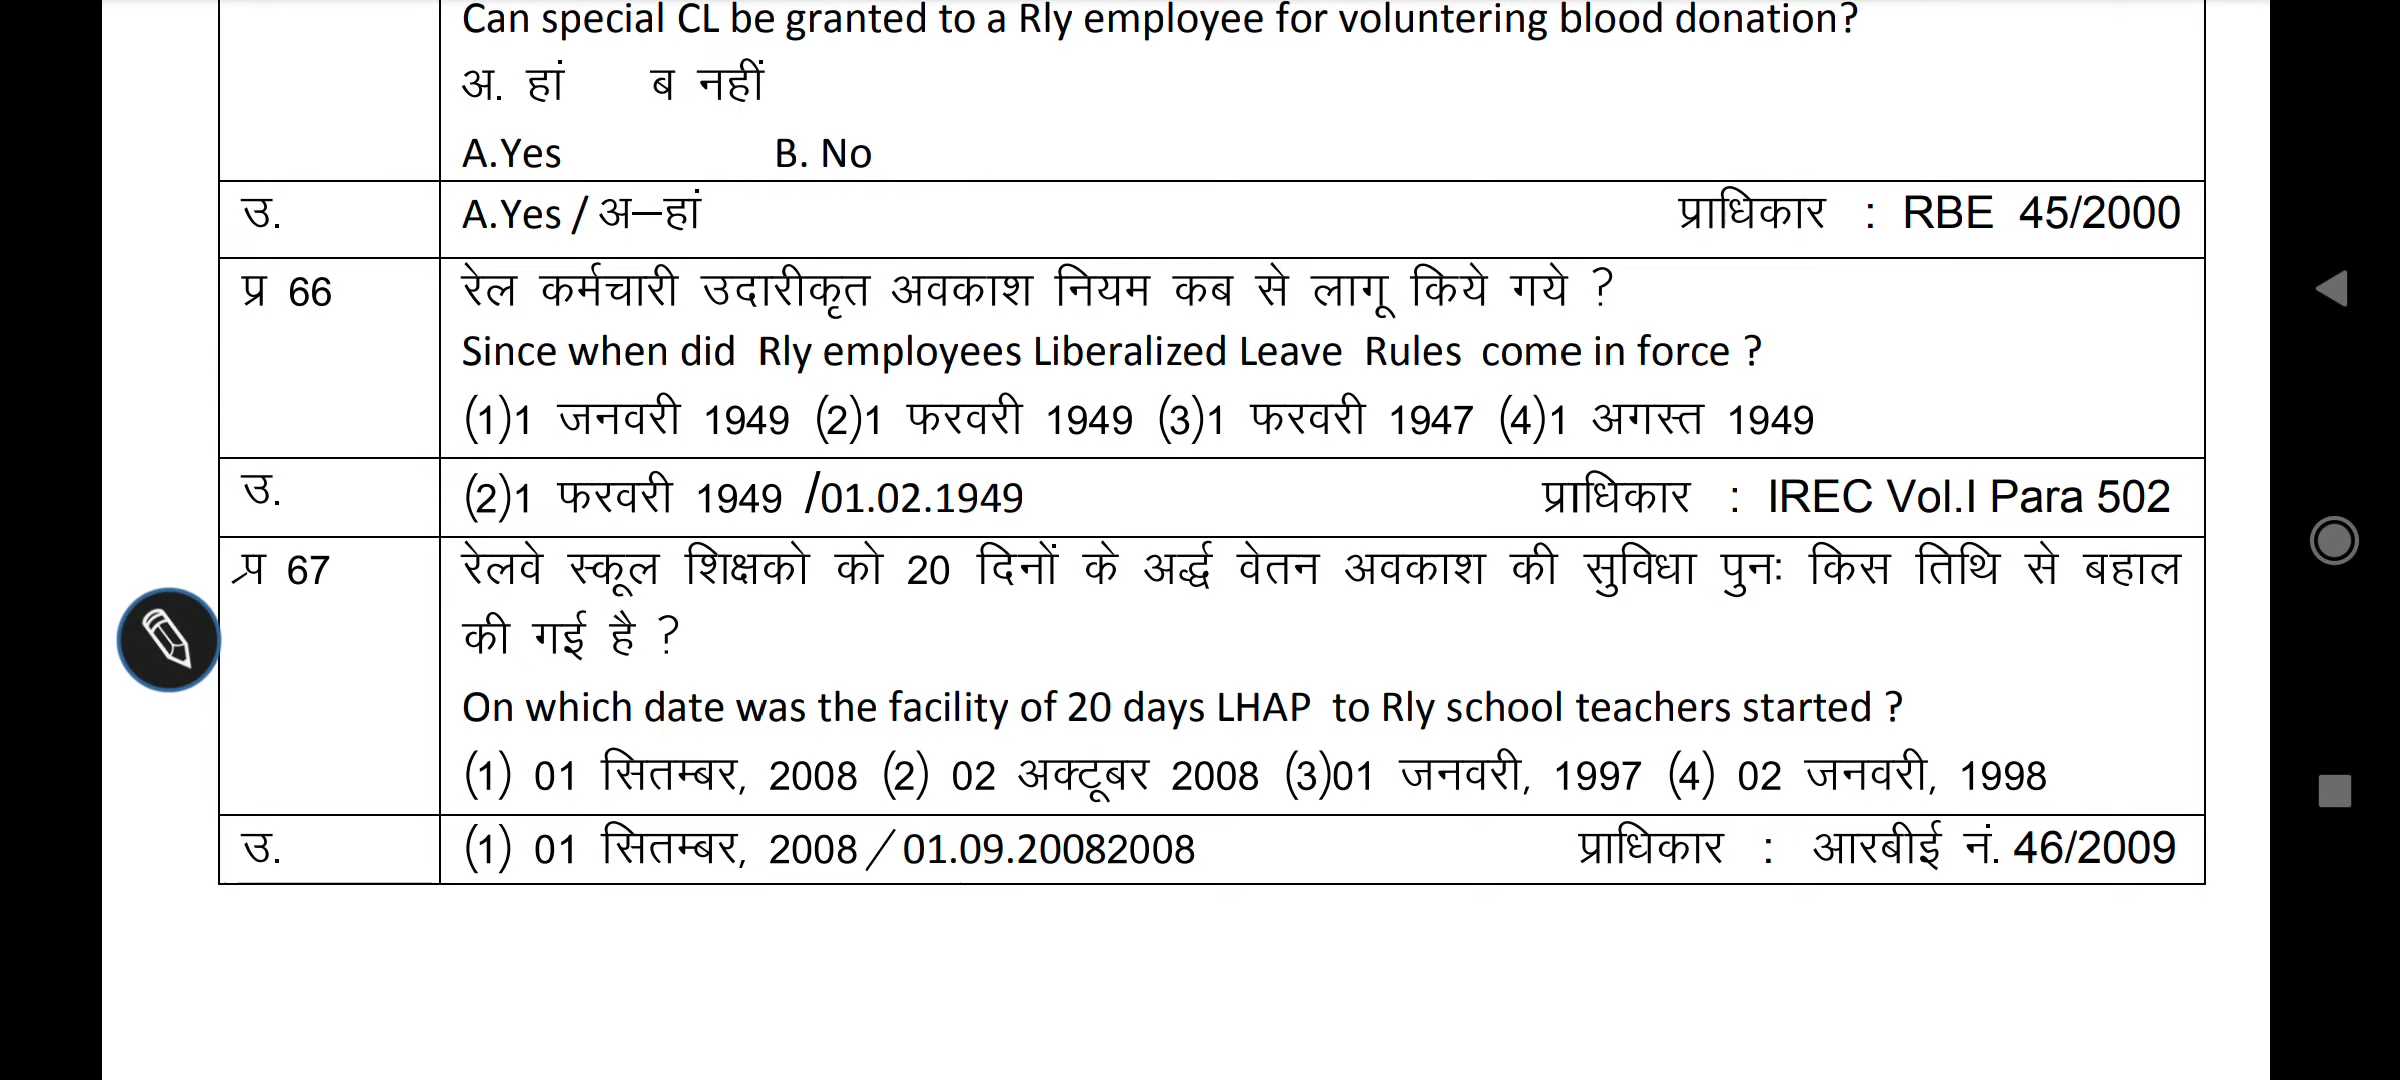 Can special CL be granted to a Rly employee for voluntering blood donation?
अ. हां ब नहीं
A.Yes B. No
उ. A.Yes / अ–हां प्राधिकार : RBE 45/2000
प्र 66 रेल कर्मचारी उदारीकृत अवकाश नियम कब से लागू किये गये ?
Since when did Rly employees Liberalized Leave Rules come in force ?
(1)1 जनवरी 1949 (2)1 फरवरी 1949 (3)1 फरवरी 1947 (4)1 अगस्त 1949
उ. (2)1 फरवरी 1949 /01.02.1949 प्राधिकार : IREC Vol.I Para 502
प्र 67 रेलवे स्कूल शिक्षको को 20 दिनों के अर्द्ध वेतन अवकाश की सुविधा पुनः किस तिथि से बहाल
की गई है ?
On which date was the facility of 20 days LHAP to Rly school teachers started ?
(1) 01 सितम्बर, 2008 (2) 02 अक्टूबर 2008 (3)01 जनवरी, 1997 (4) 02 जनवरी, 1998
उ. (1) 01 सितम्बर, 2008 / 01.09.20082008 प्राधिकार : आरबीई नं. 46/2009